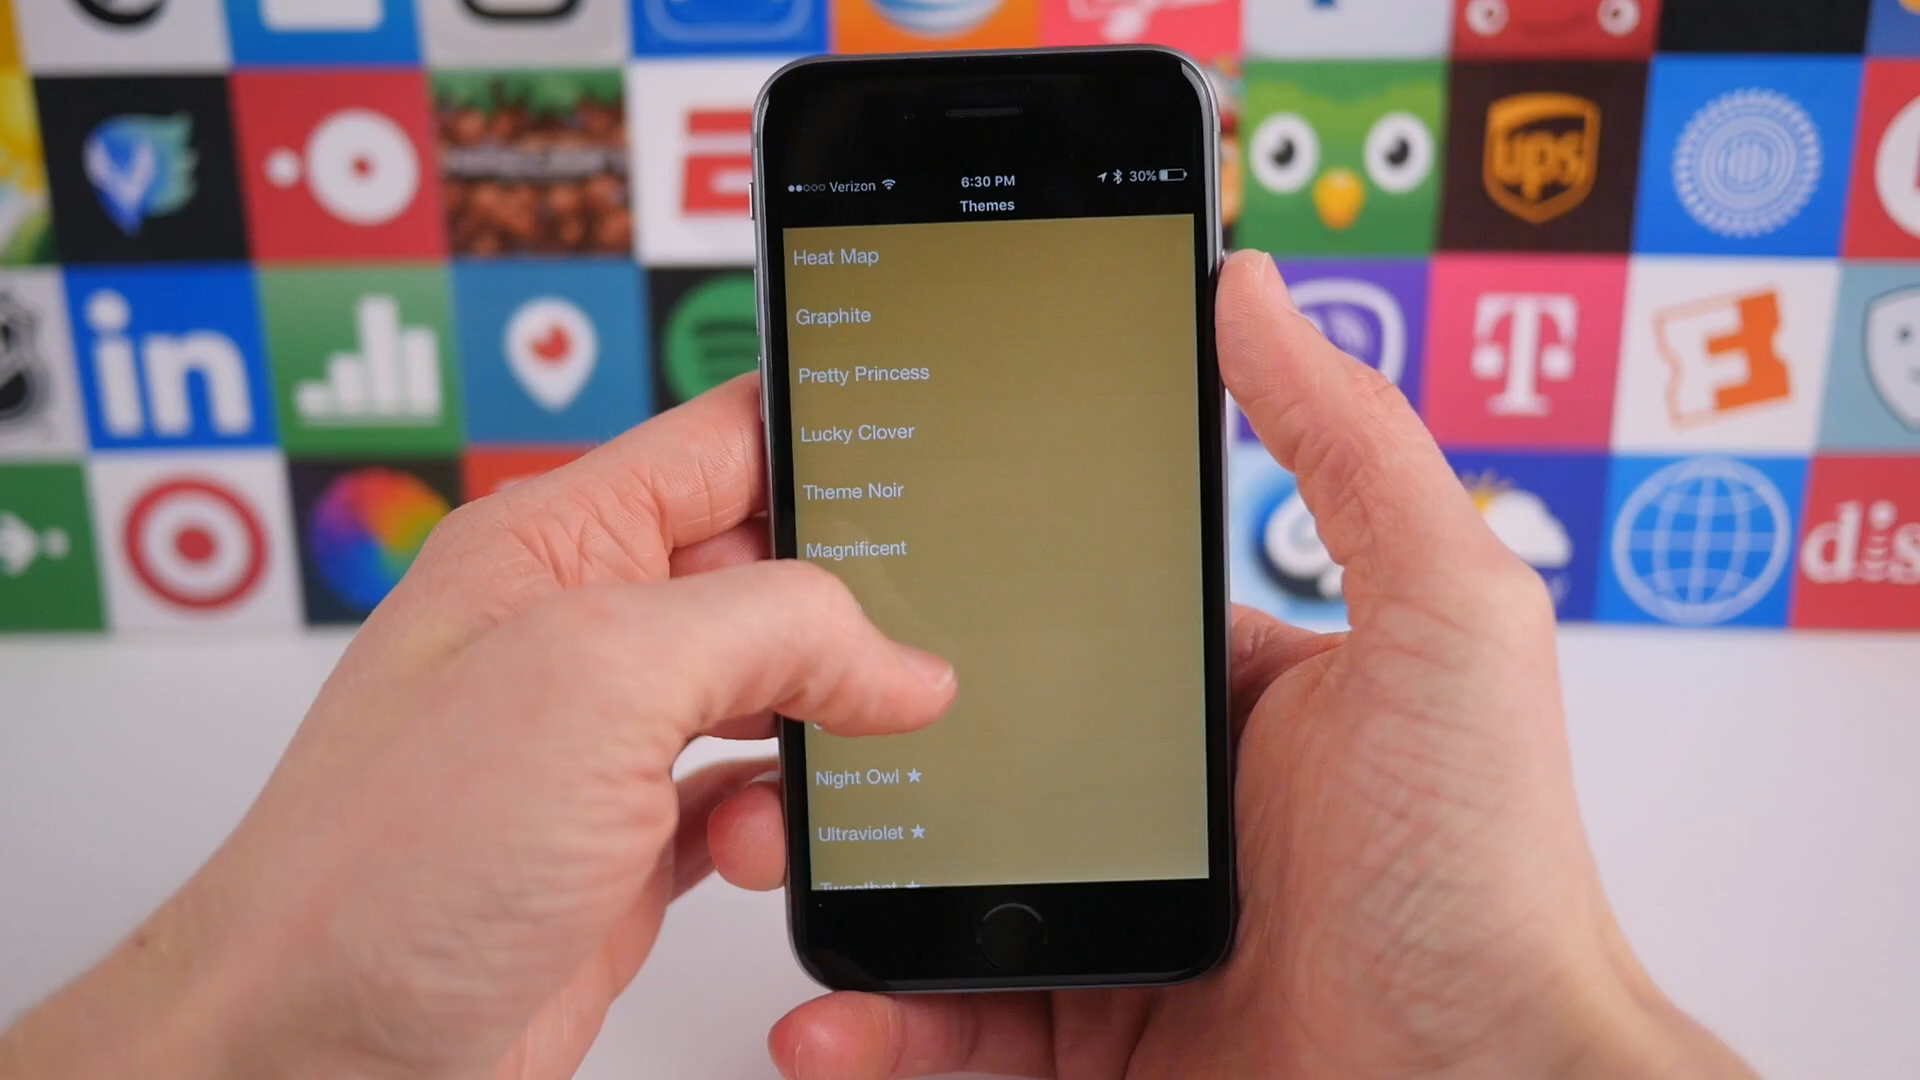 ups
in
T
F
dis
Verizon
6:30 PM
30%
Themes
Heat Map
Graphite
Pretty Princess
Lucky Clover
Theme Noir
Magnificent
Night Owl ★
Ultraviolet ★
Tweetbot ★